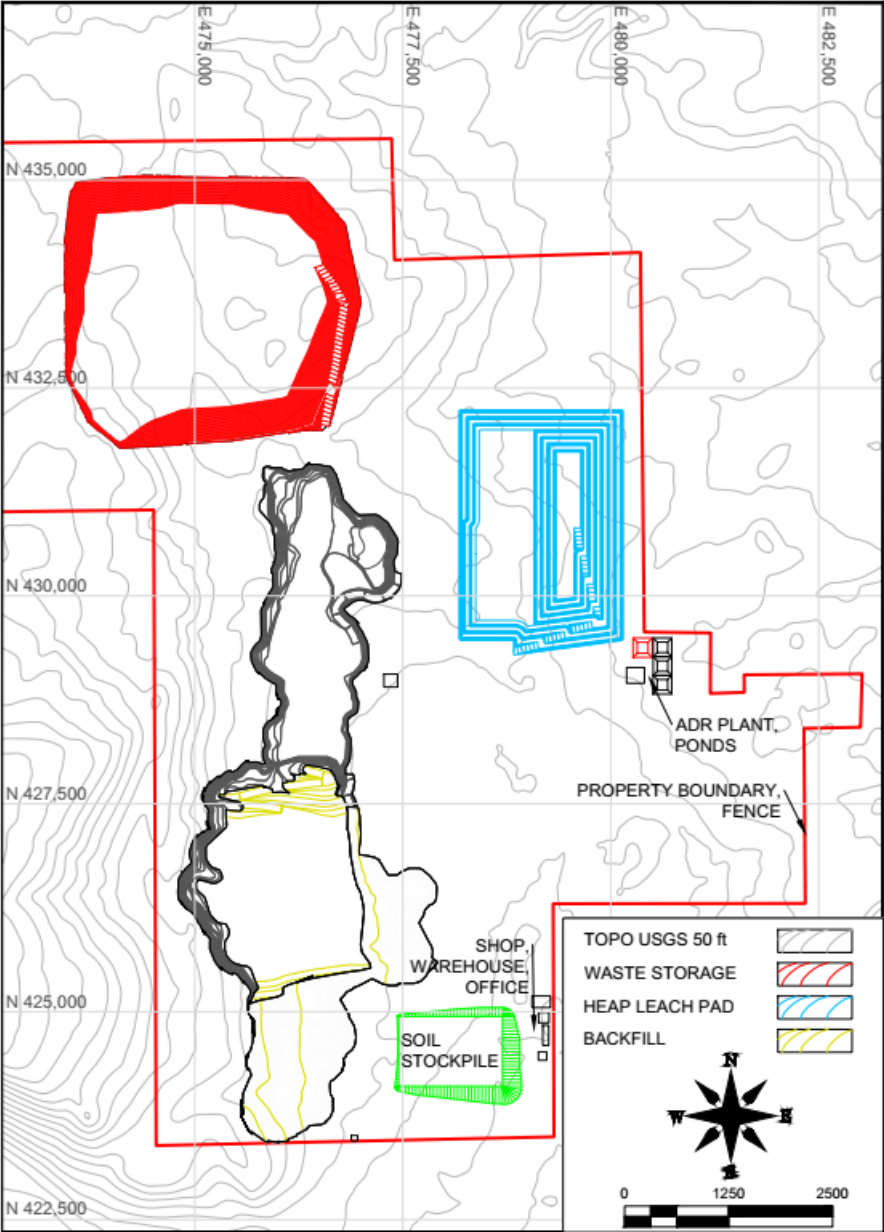 E 475,000
E 477,500
E 480,000
E 482,500
N 435,000
N 432,500
N 430,000
ADR PLANT,
PONDS
PROPERTY BOUNDARY,
FENCE
N 427,500
SHOP,
WAREHOUSE,
OFFICE
N 425,000
SOIL
STOCKPILE
TOPO USGS 50 ft
WASTE STORAGE
HEAP LEACH PAD
BACKFILL
N
W E
S
0 1250 2500
N 422,500